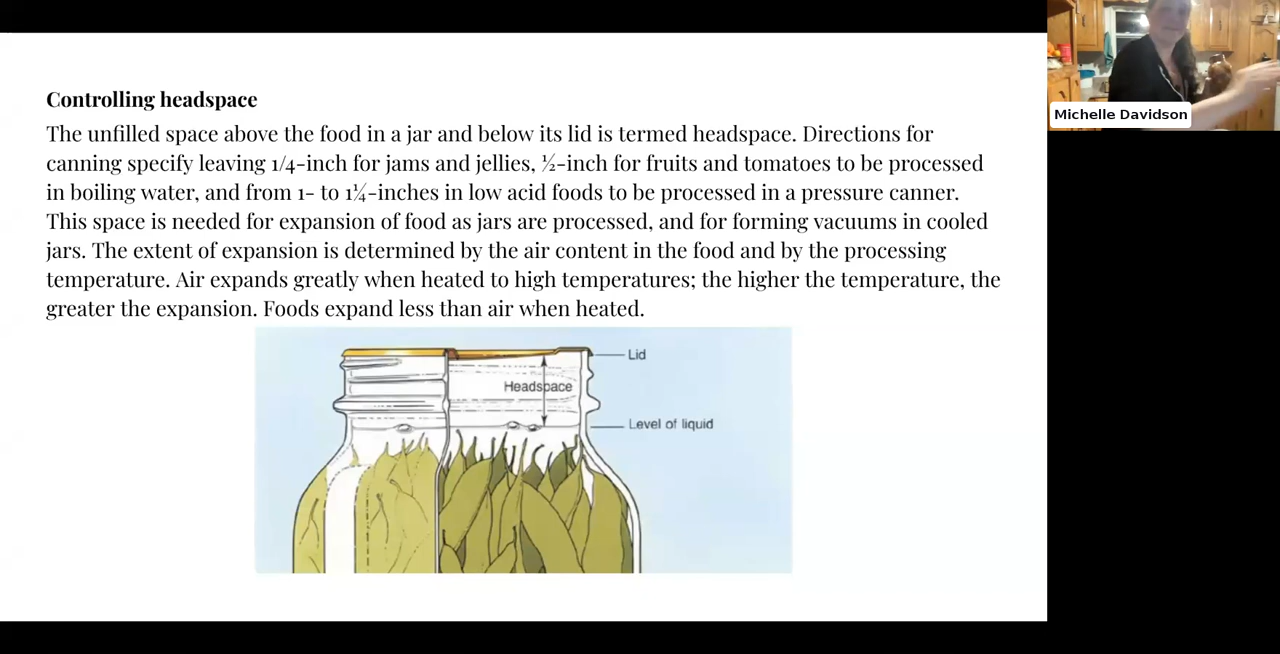 Controlling headspace
The unfilled space above the food in a jar and below its lid is termed headspace. Directions for
canning specify leaving 1/4-inch for jams and jellies, ½-inch for fruits and tomatoes to be processed
in boiling water, and from 1- to 1¼-inches in low acid foods to be processed in a pressure canner.
This space is needed for expansion of food as jars are processed, and for forming vacuums in cooled
jars. The extent of expansion is determined by the air content in the food and by the processing
temperature. Air expands greatly when heated to high temperatures; the higher the temperature, the
greater the expansion. Foods expand less than air when heated.
Lid
Headspace
Level of liquid
Michelle Davidson